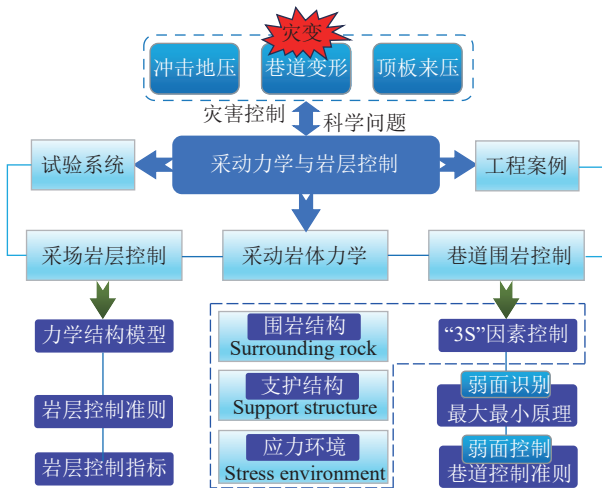 灾变
冲击地压
巷道变形
顶板来压
灾害控制
科学问题
试验系统
采动力学与岩层控制
工程案例
采场岩层控制
采动岩体力学
巷道围岩控制
力学结构模型
围岩结构
Surrounding rock
“3S”因素控制
支护结构
Support structure
弱面识别
最大最小原理
岩层控制准则
应力环境
Stress environment
弱面控制
巷道控制准则
岩层控制指标